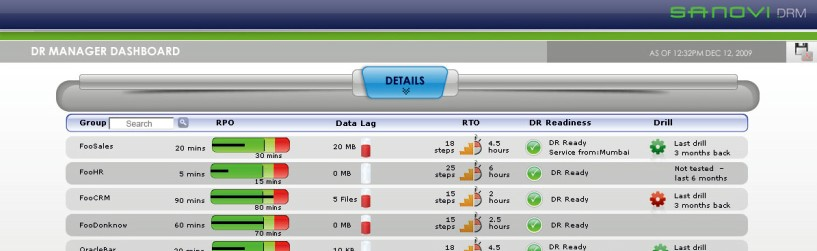 SANOVI DRM
DR MANAGER DASHBOARD
AS OF 12:32PM DEC 12, 2009
DETAILS
Group Search RPO Data Lag RTO DR Readiness Drill
FooSales 20 mins 30 mins 20 MB 18 steps 4.5 hours DR Ready Service from:Mumbai Last drill 3 months back
FooHR 5 mins 15 mins 0 MB 25 steps 6 hours DR Ready Not tested - last 6 months
FooCRM 90 mins 80 mins 5 Files 15 steps 2 hours DR Ready Last drill 3 months back
FooDonknow 60 mins 70 mins 0 MB 15 steps 2.5 hours DR Ready
OracleBar 20 mins 10 KB 18 4.5 DR Ready Last drill